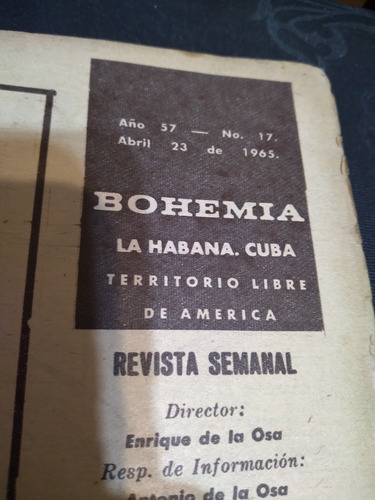 Año 57 — No. 17.
Abril 23 de 1965.
BOHEMIA
LA HABANA. CUBA
TERRITORIO LIBRE
DE AMERICA
REVISTA SEMANAL
Director:
Enrique de la Osa
Resp. de Información:
Antonio de la Osa